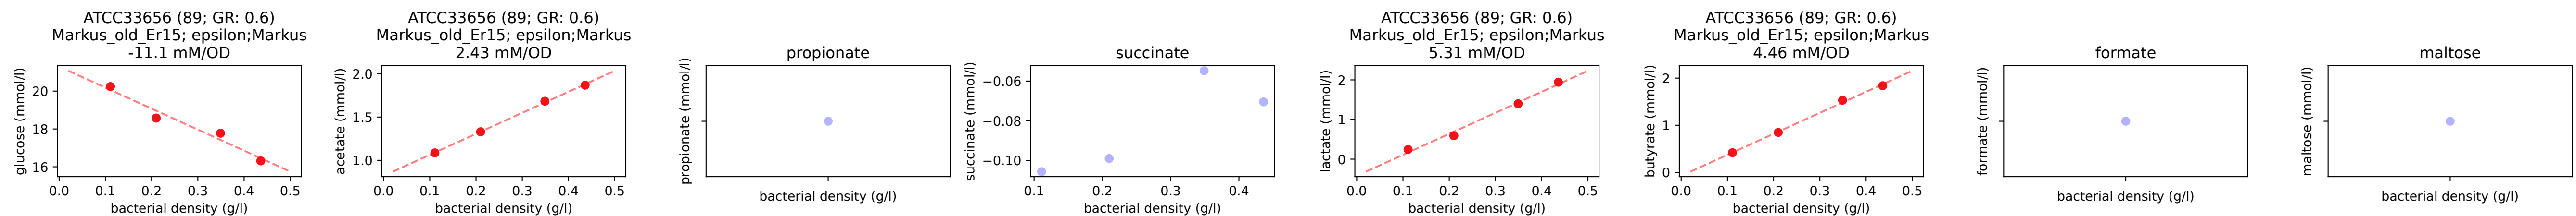 ATCC33656 (89; GR: 0.6)
Markus_old_Er15; epsilon;Markus
-11.1 mM/OD
glucose (mmol/l)
20
18
16
0.0 0.1 0.2 0.3 0.4 0.5
bacterial density (g/l)
ATCC33656 (89; GR: 0.6)
Markus_old_Er15; epsilon;Markus
2.43 mM/OD
acetate (mmol/l)
2.0
1.5
1.0
0.0 0.1 0.2 0.3 0.4 0.5
bacterial density (g/l)
propionate
propionate (mmol/l)
bacterial density (g/l)
succinate
succinate (mmol/l)
−0.06
−0.08
−0.10
0.1 0.2 0.3 0.4
bacterial density (g/l)
ATCC33656 (89; GR: 0.6)
Markus_old_Er15; epsilon;Markus
5.31 mM/OD
lactate (mmol/l)
2
1
0
0.0 0.1 0.2 0.3 0.4 0.5
bacterial density (g/l)
ATCC33656 (89; GR: 0.6)
Markus_old_Er15; epsilon;Markus
4.46 mM/OD
butyrate (mmol/l)
2
1
0
0.0 0.1 0.2 0.3 0.4 0.5
bacterial density (g/l)
formate
formate (mmol/l)
bacterial density (g/l)
maltose
maltose (mmol/l)
bacterial density (g/l)